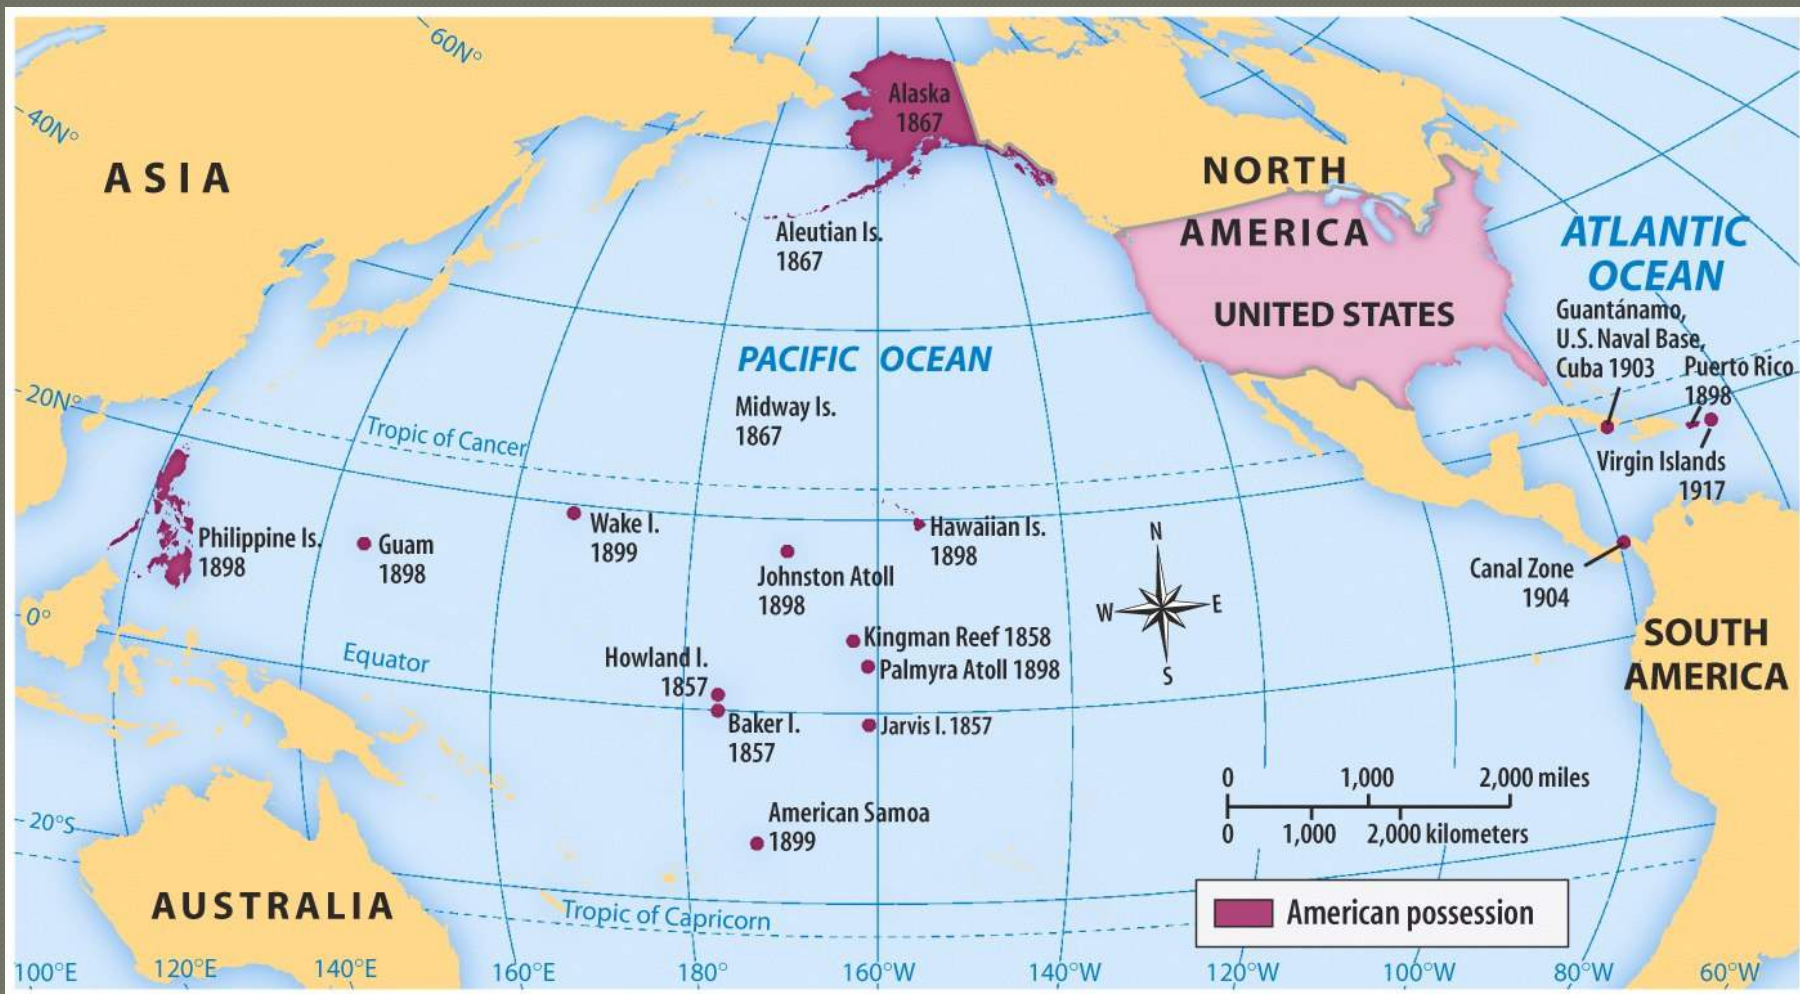 60N°
40N°
ASIA
Alaska
1867
NORTH
AMERICA
UNITED STATES
ATLANTIC
OCEAN
Aleutian Is.
1867
Guantánamo,
U.S. Naval Base,
Cuba 1903
Puerto Rico
1898
Virgin Islands
1917
PACIFIC OCEAN
Midway Is.
1867
20N°
Tropic of Cancer
Philippine Is.
1898
Guam
1898
Wake I.
1899
Johnston Atoll
1898
Hawaiian Is.
1898
N
W
E
S
Canal Zone
1904
0°
Equator
Kingman Reef 1858
Palmyra Atoll 1898
Howland I.
1857
Baker I.
1857
Jarvis I. 1857
SOUTH
AMERICA
American Samoa
1899
20°S
AUSTRALIA
Tropic of Capricorn
0 1,000 2,000 miles
0 1,000 2,000 kilometers
American possession
100°E 120°E 140°E 160°E 180° 160°W 140°W 120°W 100°W 80°W 60°W